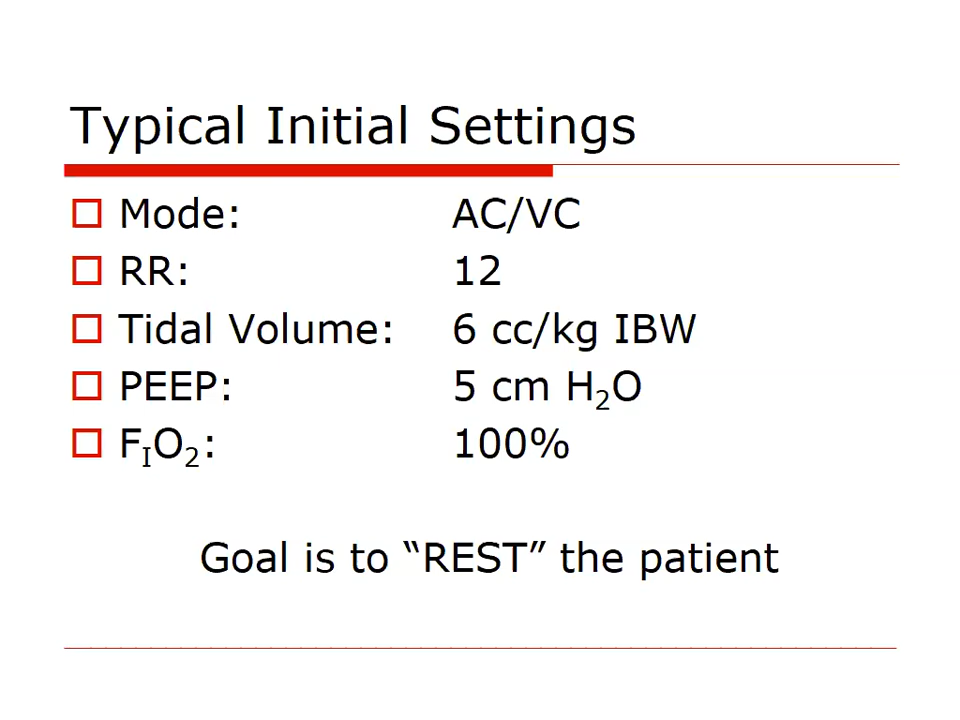 Typical Initial Settings
Mode: AC/VC
RR: 12
Tidal Volume: 6 cc/kg IBW
PEEP: 5 cm H₂O
FIO₂: 100%
Goal is to “REST” the patient